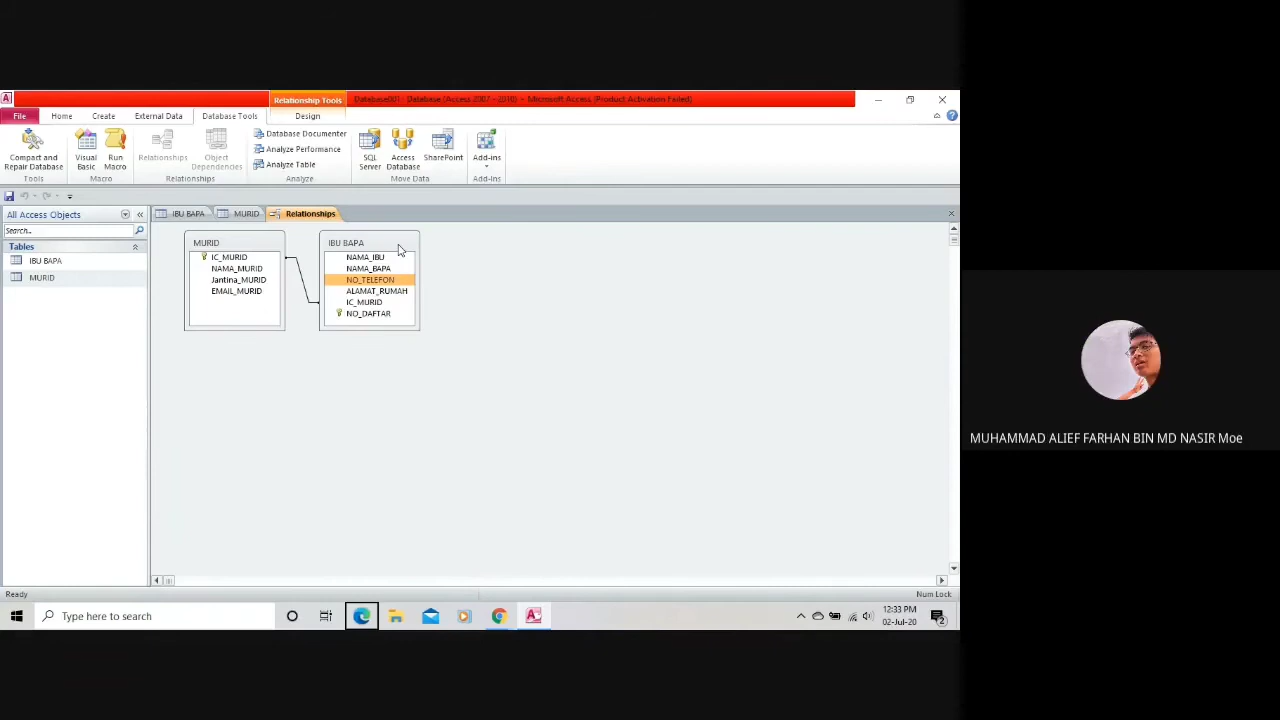 Relationship Tools
Database001 : Database (Access 2007 - 2010) - Microsoft Access (Product Activation Failed)
File
Home
Create
External Data
Database Tools
Design
Compact and
Repair Database
Tools
Visual
Basic
Run
Macro
Macro
Relationships
Object
Dependencies
Relationships
Database Documenter
Analyze Performance
Analyze Table
Analyze
SQL
Server
Access
Database
SharePoint
Move Data
Add-ins
Add-Ins
All Access Objects
Search...
Tables
IBU BAPA
MURID
IBU BAPA
MURID
Relationships
MURID
IC_MURID
NAMA_MURID
Jantina_MURID
EMAIL_MURID
IBU BAPA
NAMA_IBU
NAMA_BAPA
NO_TELEFON
ALAMAT_RUMAH
IC_MURID
NO_DAFTAR
MUHAMMAD ALIEF FARHAN BIN MD NASIR Moe
Ready
Num Lock
Type here to search
12:33 PM
02-Jul-20
2